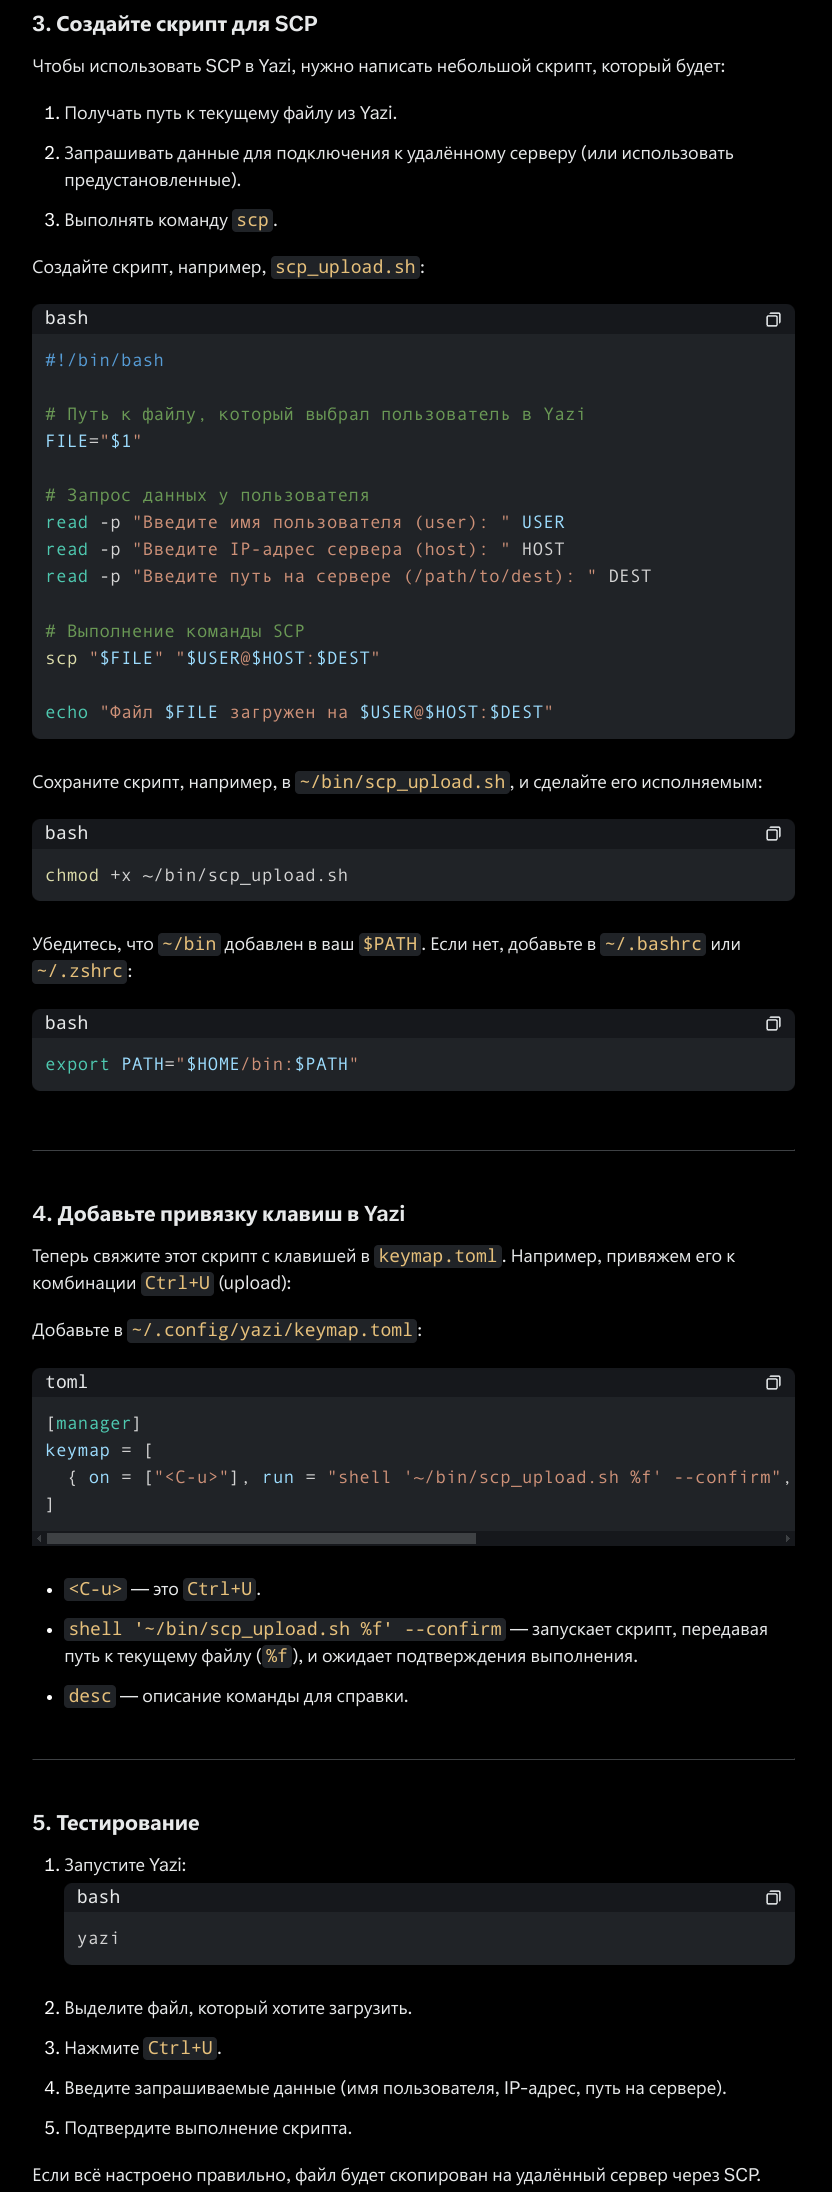 3. Создайте скрипт для SCP
Чтобы использовать SCP в Yazi, нужно написать небольшой скрипт, который будет:
1. Получать путь к текущему файлу из Yazi.
2. Запрашивать данные для подключения к удалённому серверу (или использовать
предустановленные).
3. Выполнять команду scp.
Создайте скрипт, например, scp_upload.sh:
bash
#!/bin/bash
# Путь к файлу, который выбрал пользователь в Yazi
FILE="$1"
# Запрос данных у пользователя
read -p "Введите имя пользователя (user): " USER
read -p "Введите IP-адрес сервера (host): " HOST
read -p "Введите путь на сервере (/path/to/dest): " DEST
# Выполнение команды SCP
scp "$FILE" "$USER@$HOST:$DEST"
echo "Файл $FILE загружен на $USER@$HOST:$DEST"
Сохраните скрипт, например, в ~/bin/scp_upload.sh, и сделайте его исполняемым:
bash
chmod +x ~/bin/scp_upload.sh
Убедитесь, что ~/bin добавлен в ваш $PATH. Если нет, добавьте в ~/.bashrc или
~/.zshrc:
bash
export PATH="$HOME/bin:$PATH"
4. Добавьте привязку клавиш в Yazi
Теперь свяжите этот скрипт с клавишей в keymap.toml. Например, привяжем его к
комбинации Ctrl+U (upload):
Добавьте в ~/.config/yazi/keymap.toml:
toml
[manager]
keymap = [
{ on = ["<C-u>"], run = "shell '~/bin/scp_upload.sh %f' --confirm",
]
• <C-u> — это Ctrl+U.
• shell '~/bin/scp_upload.sh %f' --confirm — запускает скрипт, передавая
путь к текущему файлу (%f), и ожидает подтверждения выполнения.
• desc — описание команды для справки.
5. Тестирование
1. Запустите Yazi:
bash
yazi
2. Выделите файл, который хотите загрузить.
3. Нажмите Ctrl+U.
4. Введите запрашиваемые данные (имя пользователя, IP-адрес, путь на сервере).
5. Подтвердите выполнение скрипта.
Если всё настроено правильно, файл будет скопирован на удалённый сервер через SCP.